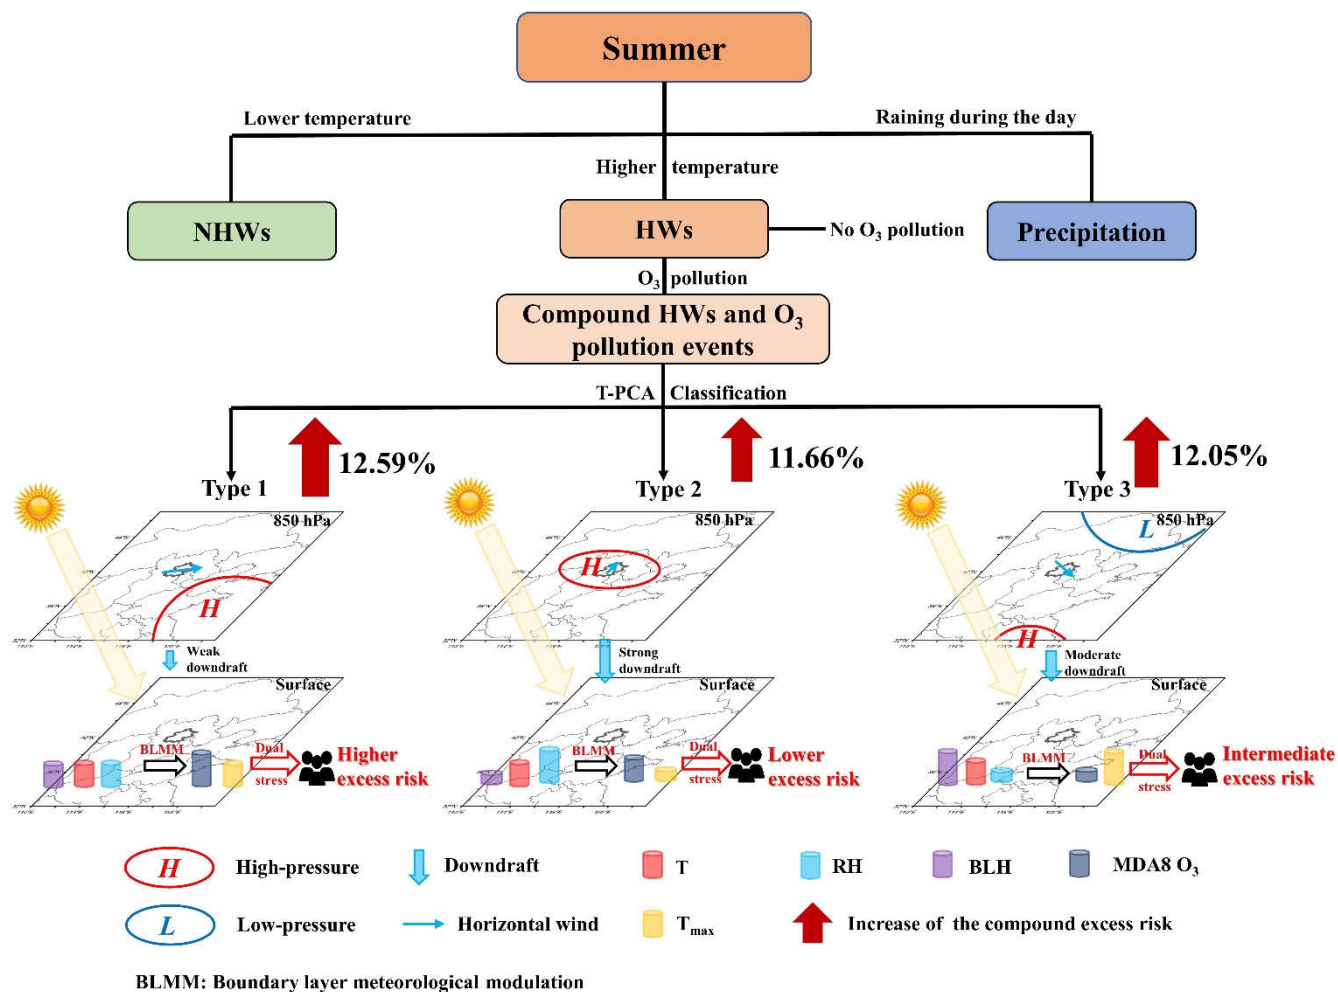 Summer
Lower temperature
Raining during the day
Higher temperature
NHWs
HWs
No O₃ pollution
Precipitation
O₃ pollution
Compound HWs and O₃
pollution events
T-PCA Classification
12.59%
11.66%
12.05%
Type 1
Type 2
Type 3
850 hPa
850 hPa
850 hPa
H
H
L
H
Weak
downdraft
Strong
downdraft
Moderate
downdraft
Surface
Surface
Surface
BLMM
Dual
stress
Higher
excess risk
BLMM
Dual
stress
Lower
excess risk
BLMM
Dual
stress
Intermediate
excess risk
H High-pressure
Downdraft
T
RH
BLH
MDA8 O₃
L Low-pressure
Horizontal wind
Tmax
Increase of the compound excess risk
BLMM: Boundary layer meteorological modulation